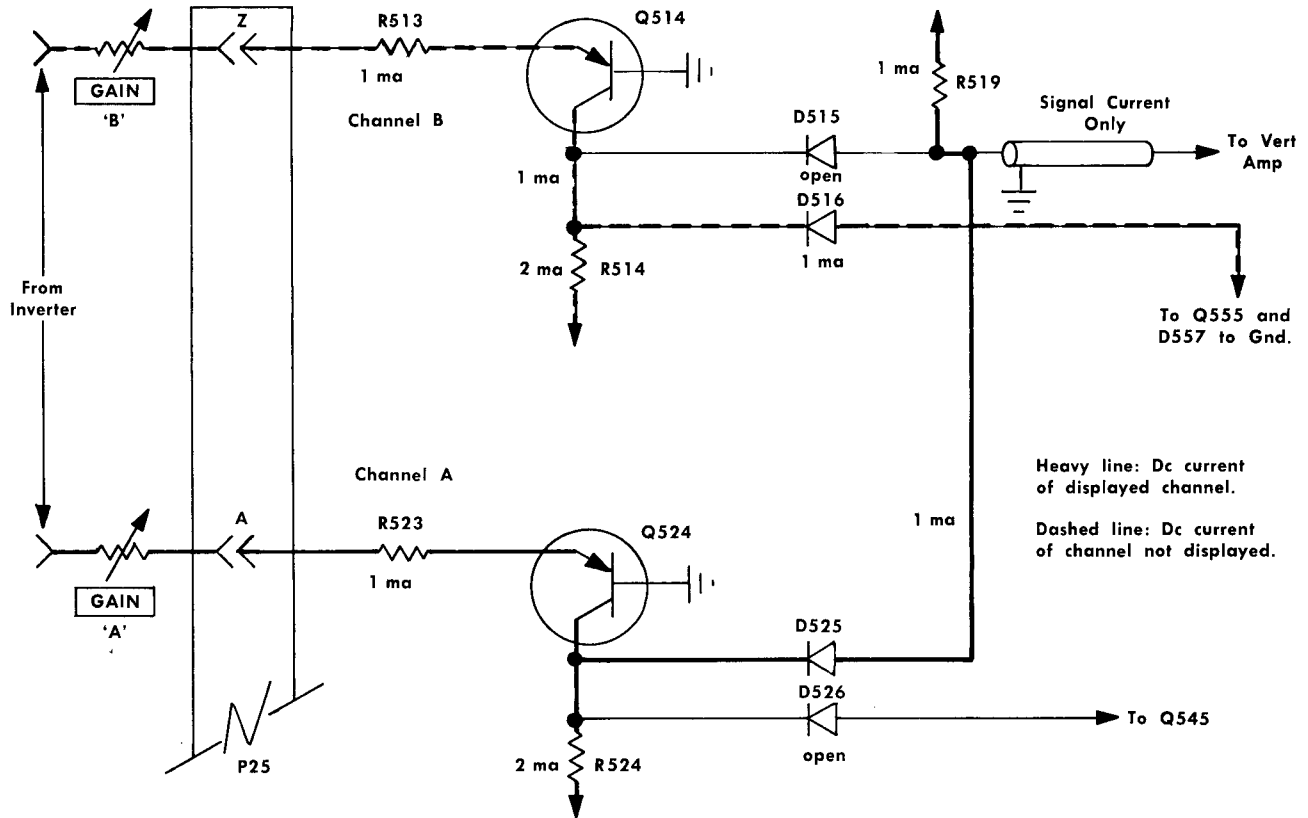 Z
R513
Q514
1 ma
GAIN
'B'
Channel B
1 ma
R519
Signal Current
Only
D515
open
To Vert
Amp
1 ma
D516
1 ma
2 ma
R514
From
Inverter
To Q555 and
D557 to Gnd.
Channel A
Heavy line: Dc current
of displayed channel.
A
R523
Q524
1 ma
Dashed line: Dc current
of channel not displayed.
1 ma
GAIN
'A'
D525
D526
To Q545
open
P25
2 ma
R524